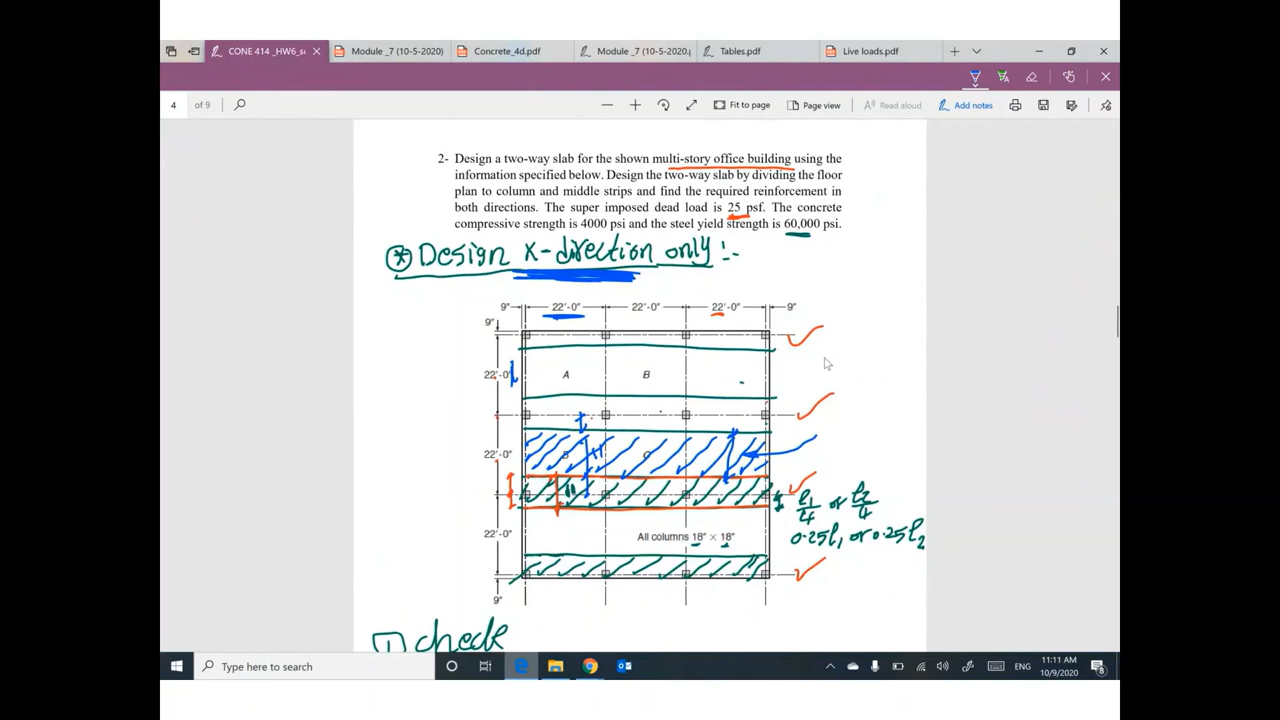 CONE 414 _HW6_s
Module _7 (10-5-2020)
Concrete_4d.pdf
Module _7 (10-5-2020).
Tables.pdf
Live loads.pdf
4 of 9
Fit to page
Page view
Read aloud
Add notes
2- Design a two-way slab for the shown multi-story office building using the
information specified below. Design the two-way slab by dividing the floor
plan to column and middle strips and find the required reinforcement in
both directions. The super imposed dead load is 25 psf. The concrete
compressive strength is 4000 psi and the steel yield strength is 60,000 psi.
* Design x-direction only :-
9" 22'-0" 22'-0" 22'-0" 9"
9"
22'-0" A B
22'-0" B C
11
11
l1/4 or l2/4
22'-0" All columns 18" × 18" 0.25l1 or 0.25l2
9"
1 check
Type here to search
ENG
11:11 AM
10/9/2020
8